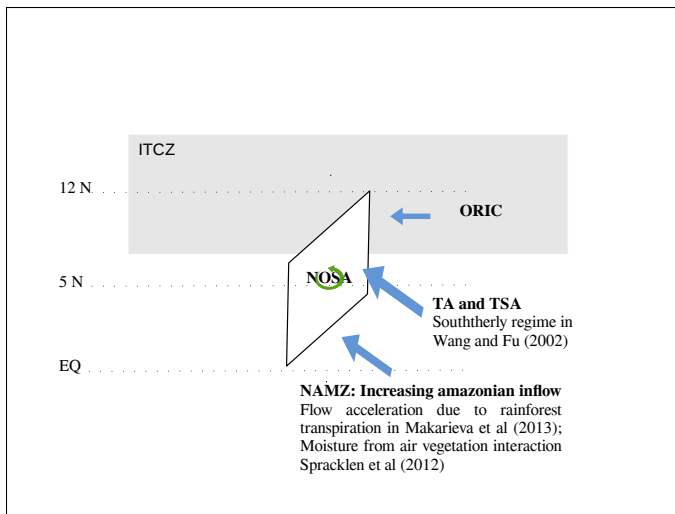 ITCZ
12 N
ORIC
NOSA
5 N
TA and TSA
Souththerly regime in
Wang and Fu (2002)
EQ
NAMZ: Increasing amazonian inflow
Flow acceleration due to rainforest
transpiration in Makarieva et al (2013);
Moisture from air vegetation interaction
Spracklen et al (2012)